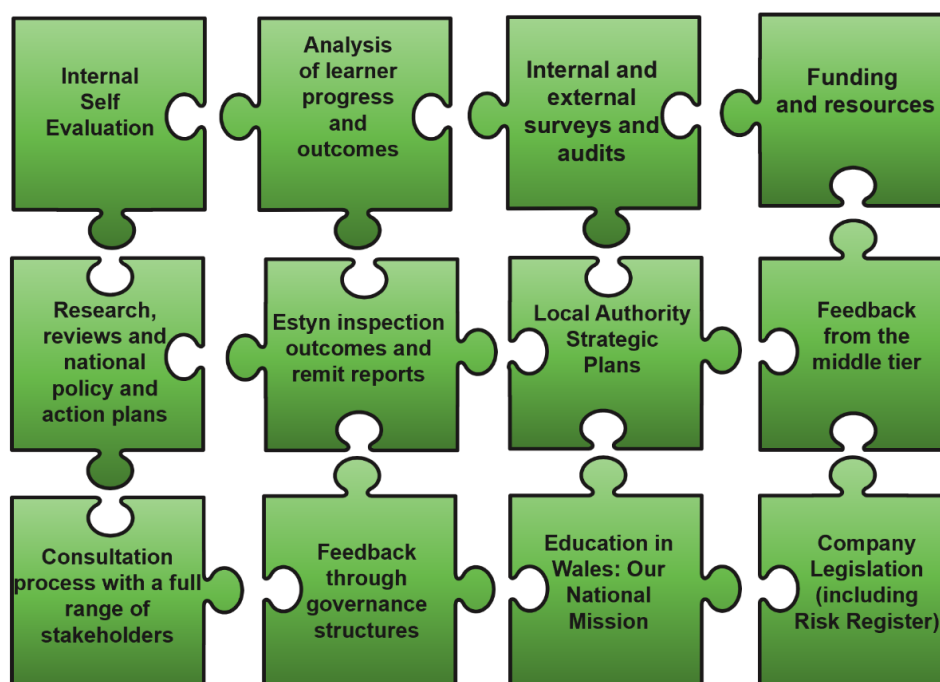 Internal
Self
Evaluation
Analysis
of learner
progress
and
outcomes
Internal and
external
surveys and
audits
Funding
and resources
Research,
reviews and
national
policy and
action plans
Estyn inspection
outcomes and
remit reports
Local Authority
Strategic
Plans
Feedback
from the
middle tier
Consultation
process with a full
range of
stakeholders
Feedback
through
governance
structures
Education in
Wales: Our
National
Mission
Company
Legislation
(including
Risk Register)